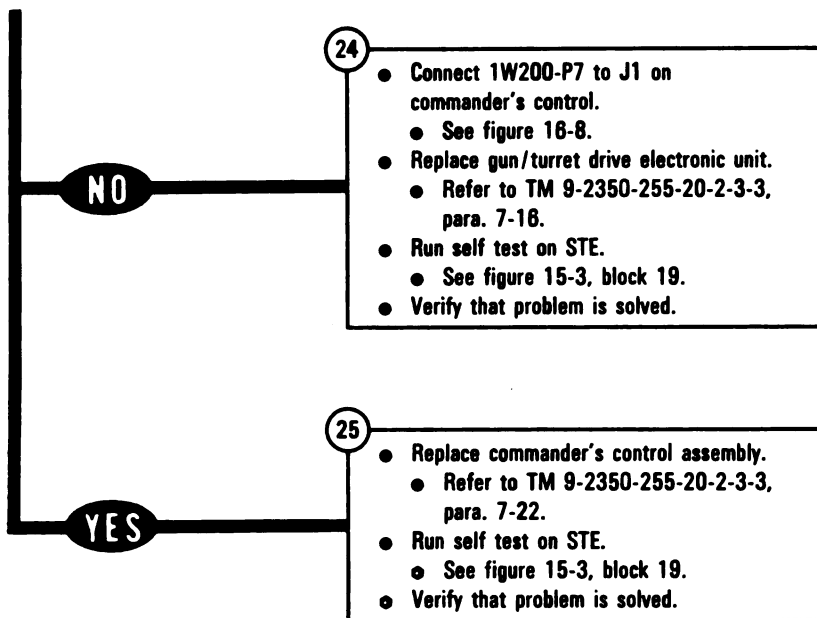 24
● Connect 1W200-P7 to J1 on
commander's control.
● See figure 16-8.
● Replace gun/turret drive electronic unit.
● Refer to TM 9-2350-255-20-2-3-3,
para. 7-16.
● Run self test on STE.
● See figure 15-3, block 19.
● Verify that problem is solved.
NO
25
● Replace commander's control assembly.
● Refer to TM 9-2350-255-20-2-3-3,
para. 7-22.
● Run self test on STE.
● See figure 15-3, block 19.
● Verify that problem is solved.
YES